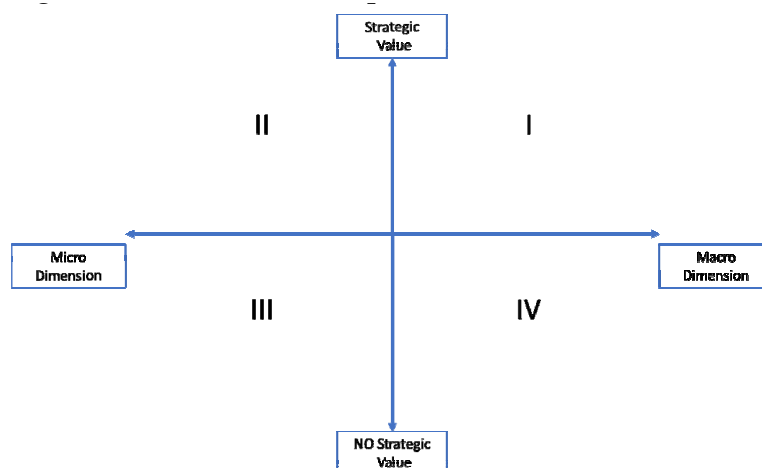 Strategic
Value
II
I
Micro
Dimension
Macro
Dimension
III
IV
NO Strategic
Value